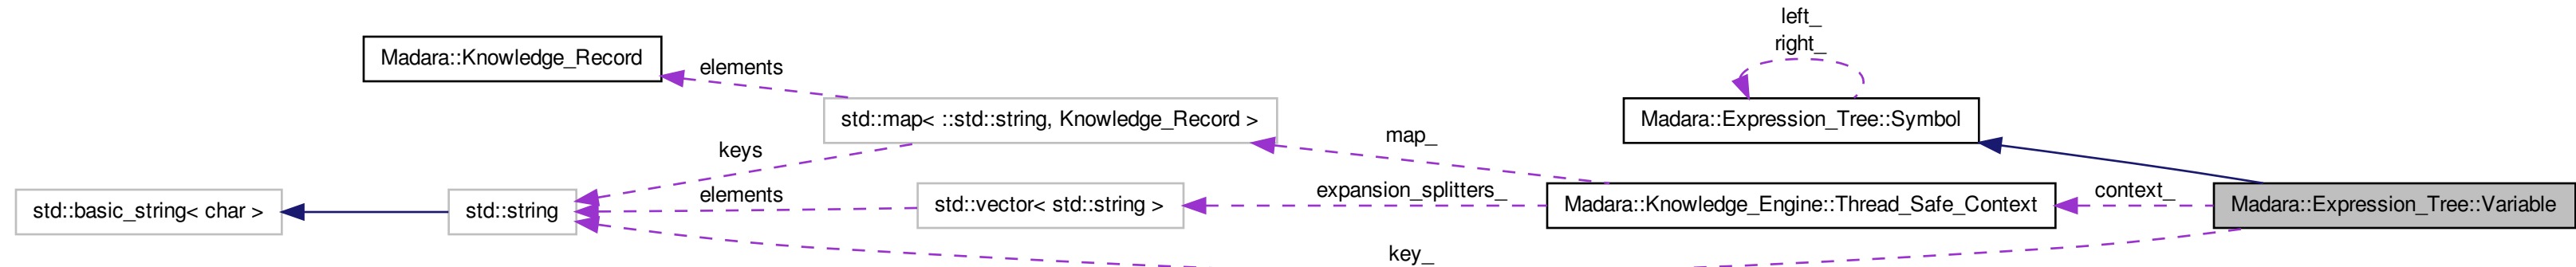 left_
right_
Madara::Knowledge_Record
elements
std::map< ::std::string, Knowledge_Record >
Madara::Expression_Tree::Symbol
map_
keys
elements
expansion_splitters_
context_
std::basic_string< char >
std::string
std::vector< std::string >
Madara::Knowledge_Engine::Thread_Safe_Context
Madara::Expression_Tree::Variable
key_